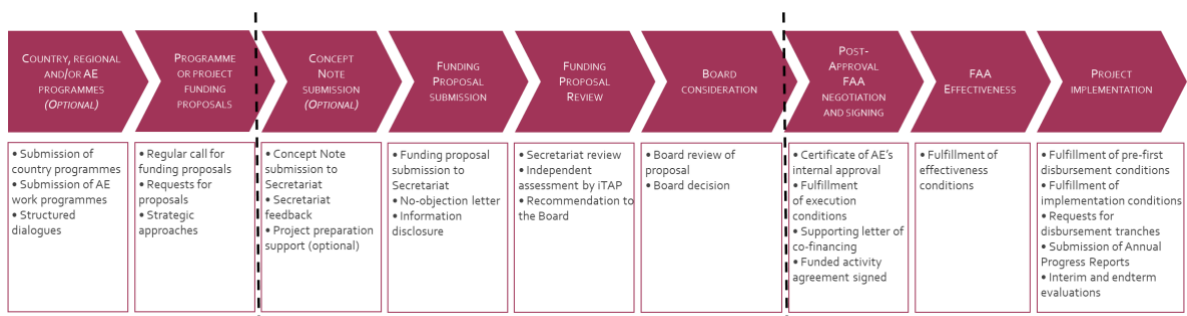 COUNTRY, REGIONAL
AND/OR AE
PROGRAMMES
(OPTIONAL)
PROGRAMME
OR PROJECT
FUNDING
PROPOSALS
CONCEPT
NOTE
SUBMISSION
(OPTIONAL)
FUNDING
PROPOSAL
SUBMISSION
FUNDING
PROPOSAL
REVIEW
BOARD
CONSIDERATION
POST-
APPROVAL
FAA
NEGOTIATION
AND SIGNING
FAA
EFFECTIVENESS
PROJECT
IMPLEMENTATION
• Submission of
country programmes
• Submission of AE
work programmes
• Structured
dialogues
• Regular call for
funding proposals
• Requests for
proposals
• Strategic
approaches
• Concept Note
submission to
Secretariat
• Secretariat
feedback
• Project preparation
support (optional)
• Funding proposal
submission to
Secretariat
• No-objection letter
• Information
disclosure
• Secretariat review
• Independent
assessment by iTAP
• Recommendation to
the Board
• Board review of
proposal
• Board decision
• Certificate of AE's
internal approval
• Fulfillment
of execution
conditions
• Supporting letter of
co-financing
• Funded activity
agreement signed
• Fulfillment of
effectiveness
conditions
• Fulfillment of pre-first
disbursement conditions
• Fulfillment of
implementation conditions
• Requests for
disbursement tranches
• Submission of Annual
Progress Reports
• Interim and endterm
evaluations